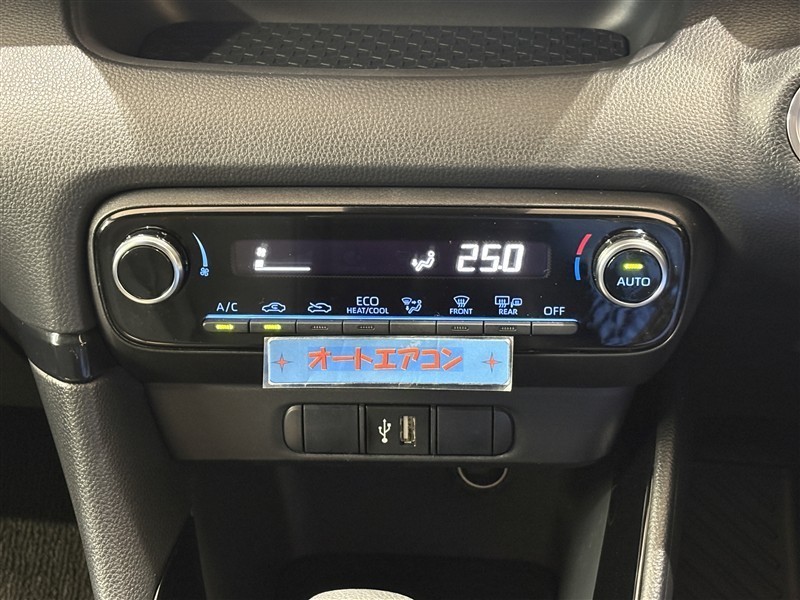 25.0
AUTO
A/C
ECO
HEAT/COOL
FRONT
REAR
OFF
オートエアコン